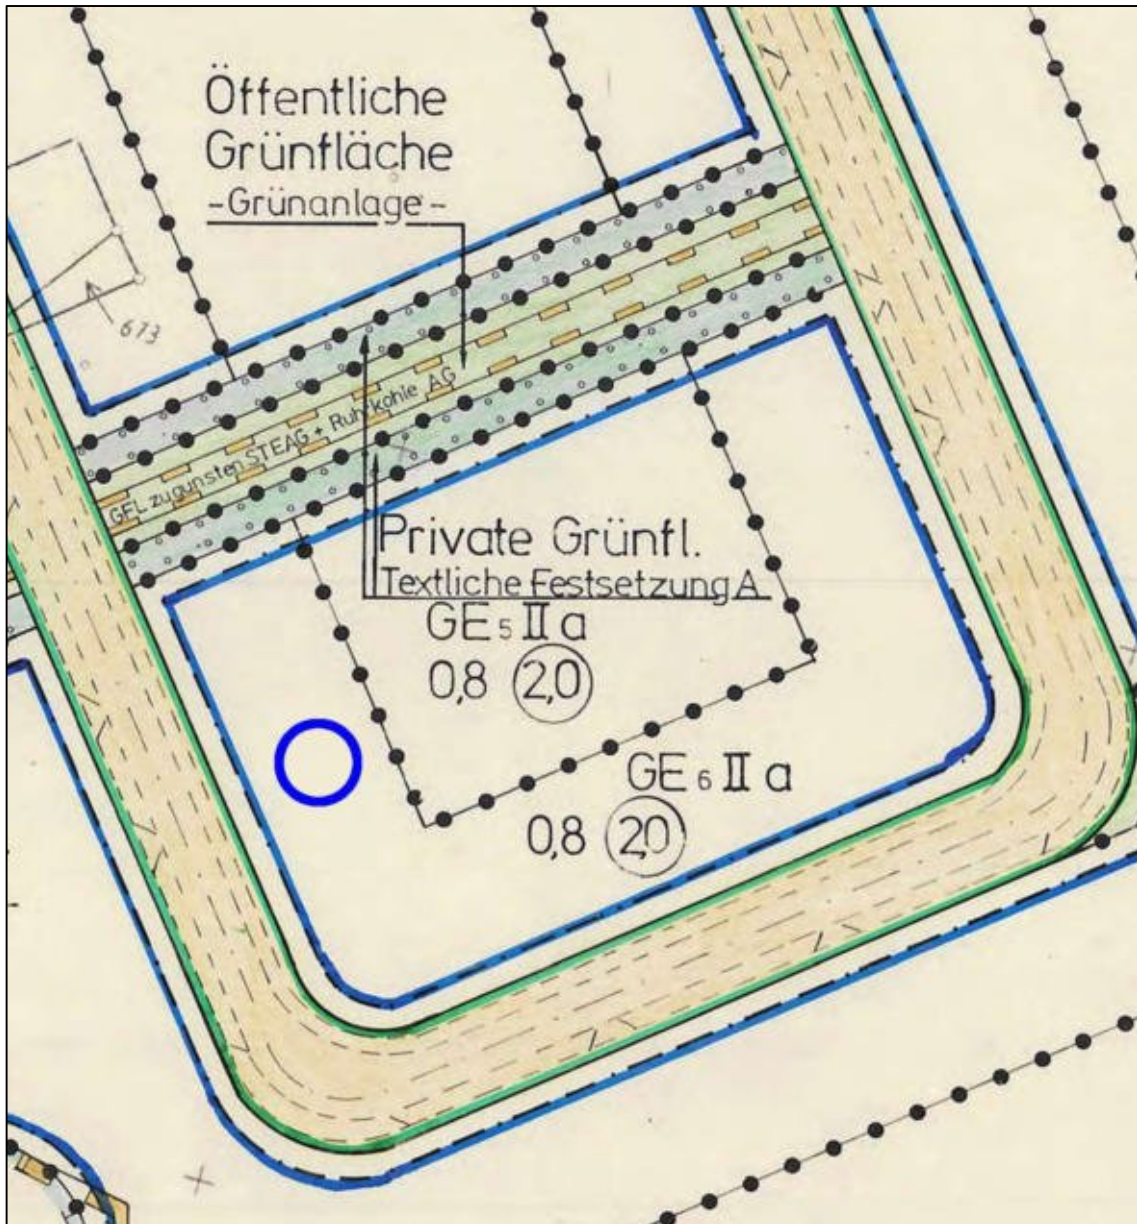 Öffentliche
Grünfläche
-Grünanlage-
673
GFL zugunsten STEAG + Ruhrkohle AG
Private Grünfl.
Textliche Festsetzung A
GE 5 II a
0,8 2,0
GE 6 II a
0,8 2,0